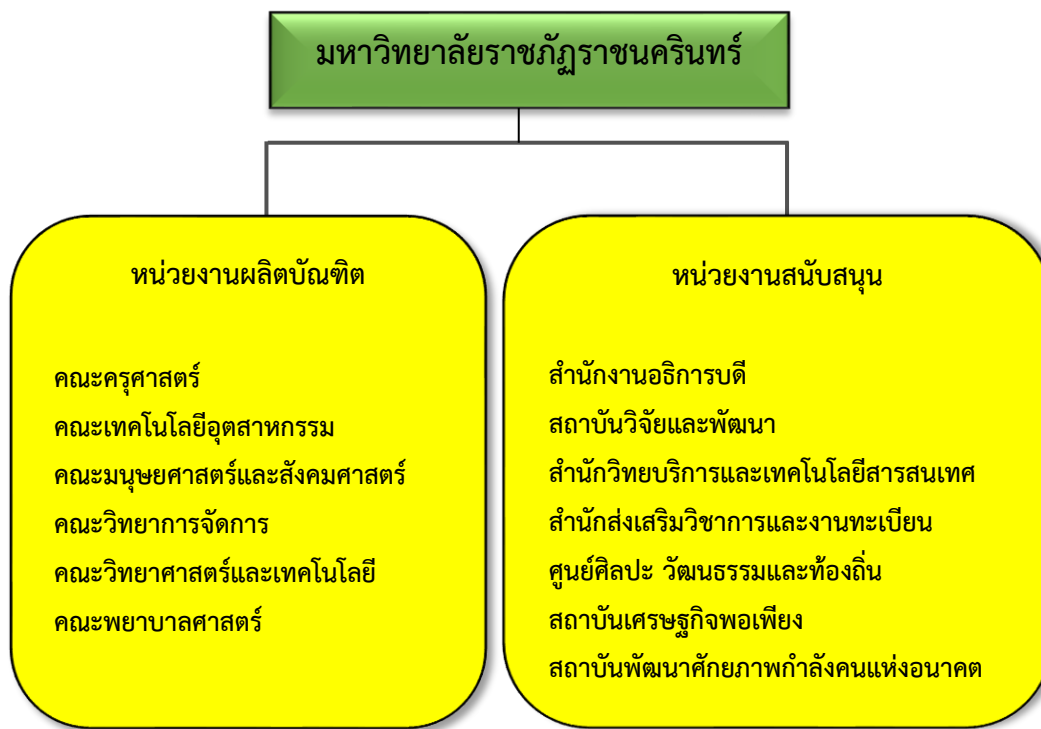 มหาวิทยาลัยราชภัฏราชนครินทร์
หน่วยงานผลิตบัณฑิต
คณะครุศาสตร์
คณะเทคโนโลยีอุตสาหกรรม
คณะมนุษยศาสตร์และสังคมศาสตร์
คณะวิทยาการจัดการ
คณะวิทยาศาสตร์และเทคโนโลยี
คณะพยาบาลศาสตร์
หน่วยงานสนับสนุน
สำนักงานอธิการบดี
สถาบันวิจัยและพัฒนา
สำนักวิทยบริการและเทคโนโลยีสารสนเทศ
สำนักส่งเสริมวิชาการและงานทะเบียน
ศูนย์ศิลปะ วัฒนธรรมและท้องถิ่น
สถาบันเศรษฐกิจพอเพียง
สถาบันพัฒนาศักยภาพกำลังคนแห่งอนาคต